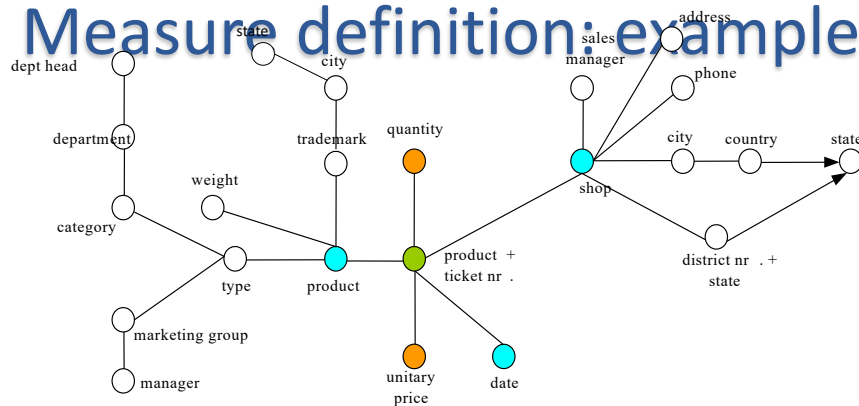 Measure definition: example
address
state
sales
manager
dept head
city
phone
department
trademark
quantity
city
country
state
weight
shop
category
product +
ticket nr .
type
product
district nr . +
state
marketing group
manager
unitary
price
date